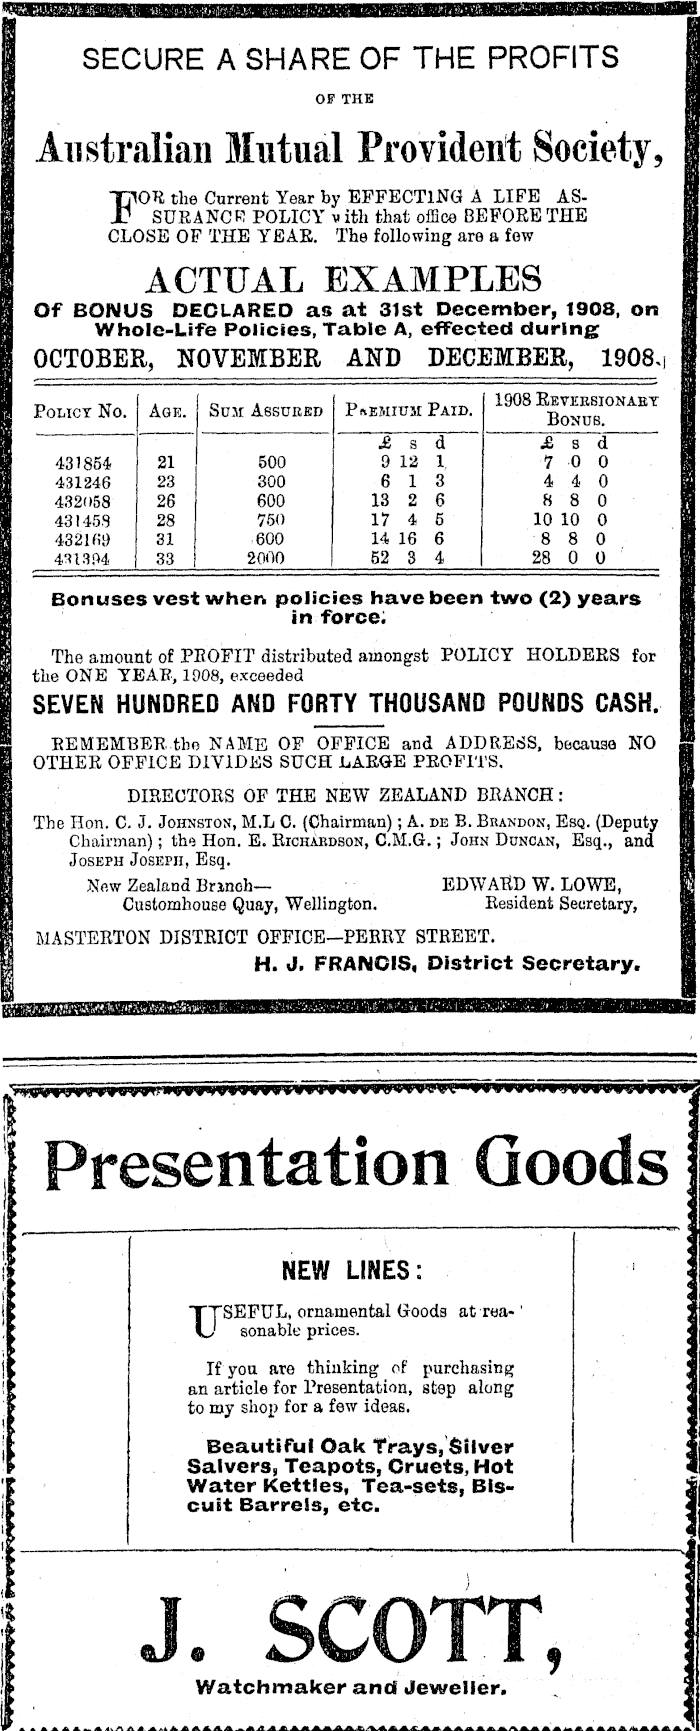 SECURE A SHARE OF THE PROFITS
OF THE
Australian Mutual Provident Society,
FOR the Current Year by EFFECTING A LIFE AS-
SURANCE POLICY with that office BEFORE THE
CLOSE OF THE YEAR. The following are a few
ACTUAL EXAMPLES
Of BONUS DECLARED as at 31st December, 1908, on
Whole-Life Policies, Table A, effected during
OCTOBER, NOVEMBER AND DECEMBER, 1908.
POLICY NO. AGE. SUM ASSURED PREMIUM PAID. 1908 REVERSIONARY
BONUS.
£ s d £ s d
431854 21 500 9 12 1 7 0 0
431246 23 300 6 1 3 4 4 0
432058 26 600 13 2 6 8 8 0
431458 28 750 17 4 5 10 10 0
432169 31 600 14 16 6 8 8 0
431394 33 2000 52 3 4 28 0 0
Bonuses vest when policies have been two (2) years
in force.
The amount of PROFIT distributed amongst POLICY HOLDERS for
the ONE YEAR, 1908, exceeded
SEVEN HUNDRED AND FORTY THOUSAND POUNDS CASH.
REMEMBER the NAME OF OFFICE and ADDRESS, because NO
OTHER OFFICE DIVIDES SUCH LARGE PROFITS.
DIRECTORS OF THE NEW ZEALAND BRANCH:
The Hon. C. J. JOHNSTON, M.L C. (Chairman) ; A. DE B. BRANDON, ESQ. (Deputy
Chairman) ; the Hon. E. RICHARDSON, C.M.G. ; JOHN DUNCAN, Esq., and
JOSEPH JOSEPH, Esq.
New Zealand Branch— EDWARD W. LOWE,
Customhouse Quay, Wellington. Resident Secretary,
MASTERTON DISTRICT OFFICE—PERRY STREET.
H. J. FRANCIS, District Secretary.
Presentation Goods
NEW LINES:
USEFUL, ornamental Goods at rea-
sonable prices.
If you are thinking of purchasing
an article for Presentation, step along
to my shop for a few ideas.
Beautiful Oak Trays, Silver
Salvers, Teapots, Cruets, Hot
Water Kettles, Tea-sets, Bis-
cuit Barrels, etc.
J. SCOTT,
Watchmaker and Jeweller.